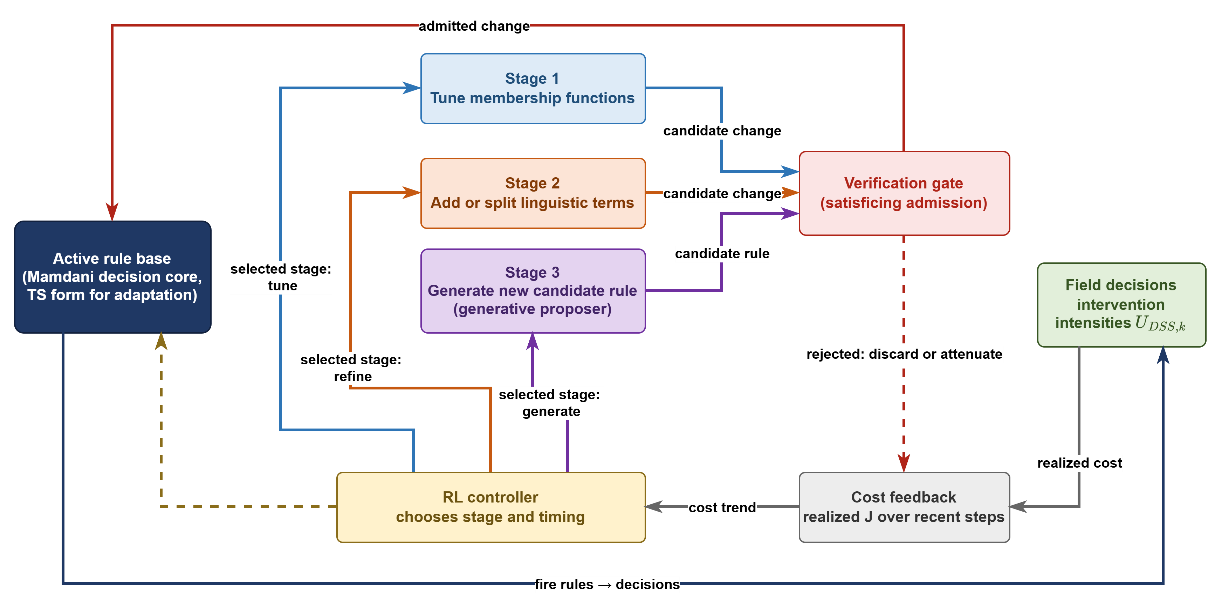 admitted change
Stage 1
Tune membership functions
candidate change
Stage 2
Add or split linguistic terms
candidate change
Verification gate
(satisficing admission)
Active rule base
(Mamdani decision core,
TS form for adaptation)
selected stage:
tune
Stage 3
Generate new candidate rule
(generative proposer)
candidate rule
Field decisions
intervention
intensities U_{DSS,k}
selected stage:
refine
rejected: discard or attenuate
selected stage:
generate
realized cost
RL controller
chooses stage and timing
cost trend
Cost feedback
realized J over recent steps
fire rules → decisions